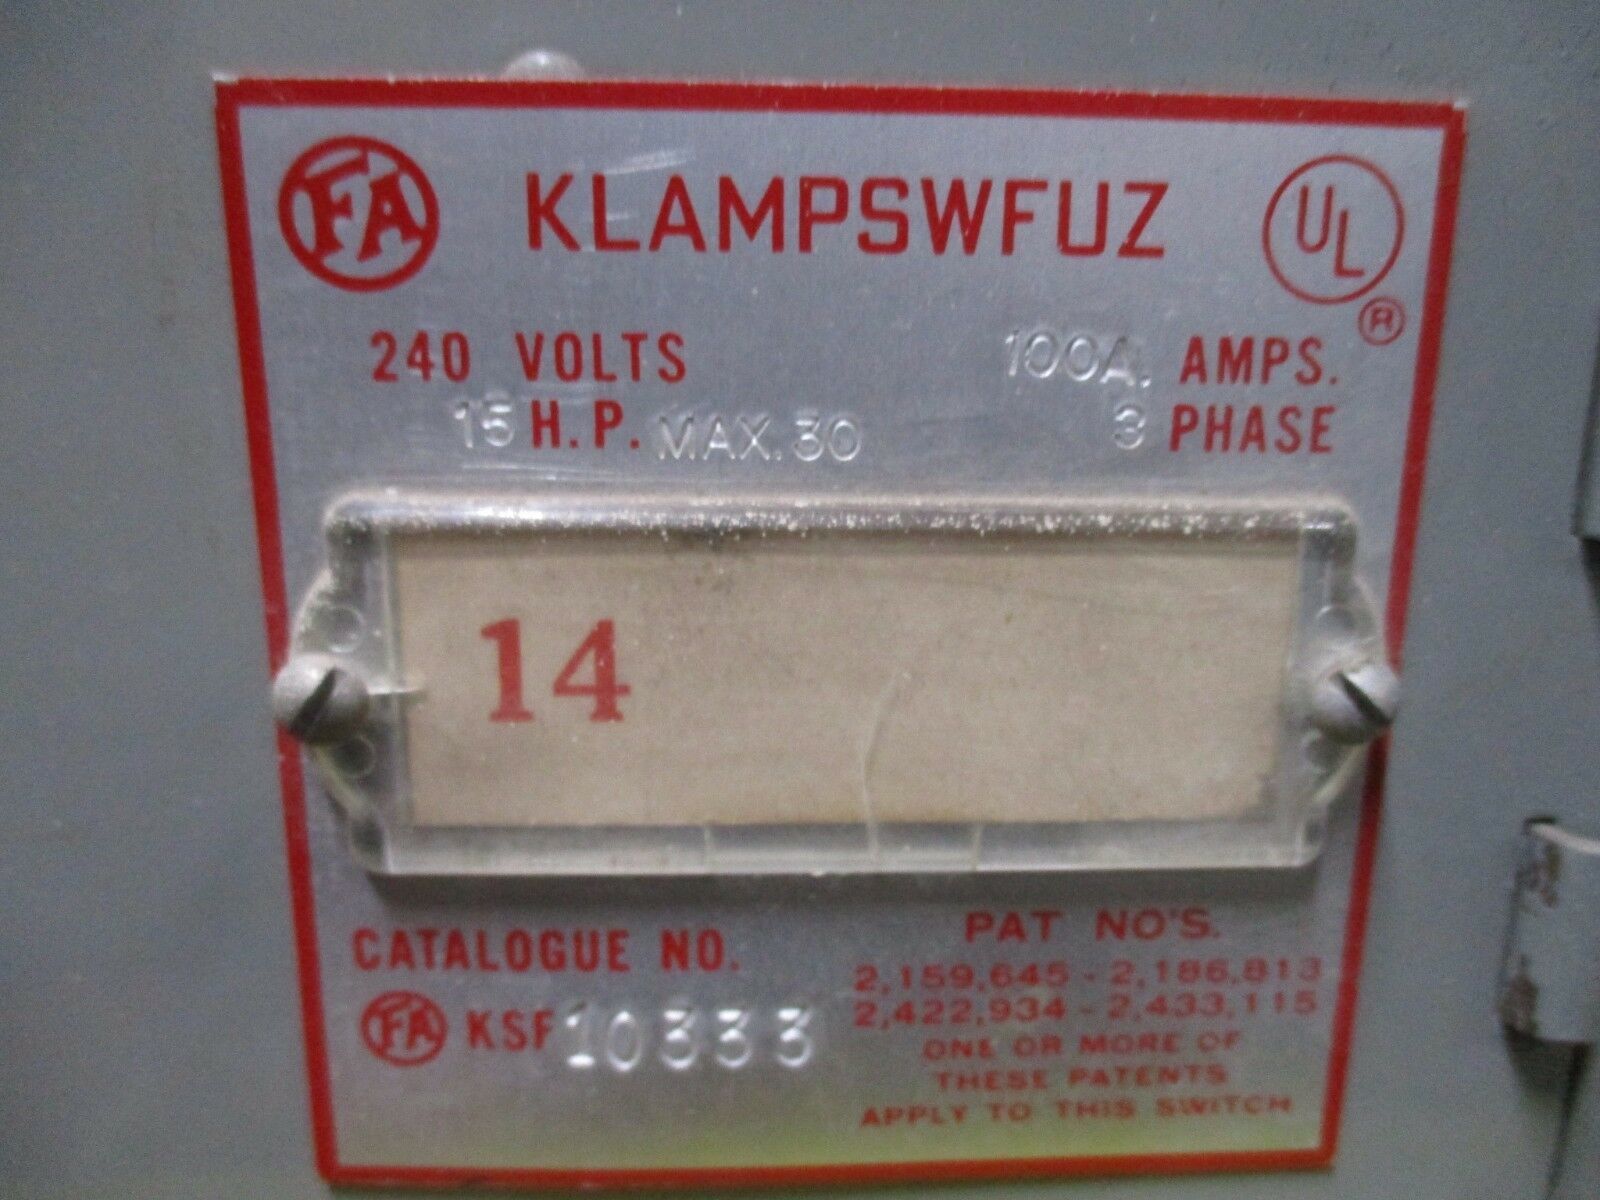 FA KLAMPSWFUZ UL
®
240 VOLTS 100A. AMPS.
15 H.P. MAX. 30 3 PHASE
14
CATALOGUE NO.
FA KSF 10333
PAT NO'S.
2,159,645 - 2,186,813
2,422,934 - 2,433,115
ONE OR MORE OF
THESE PATENTS
APPLY TO THIS SWITCH